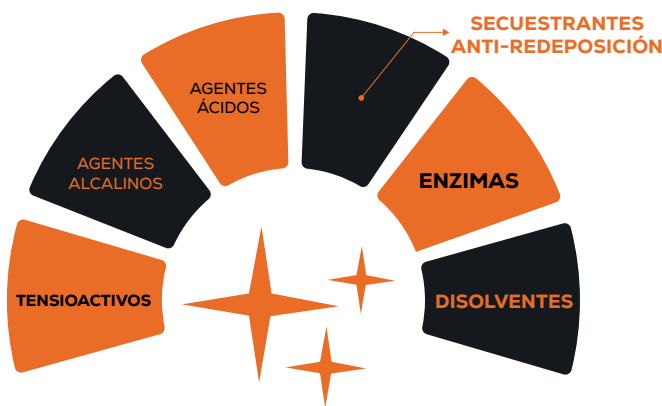 SECUESTRANTES
ANTI-REDEPOSICIÓN
AGENTES
ÁCIDOS
AGENTES
ALCALINOS
ENZIMAS
TENSIOACTIVOS
DISOLVENTES